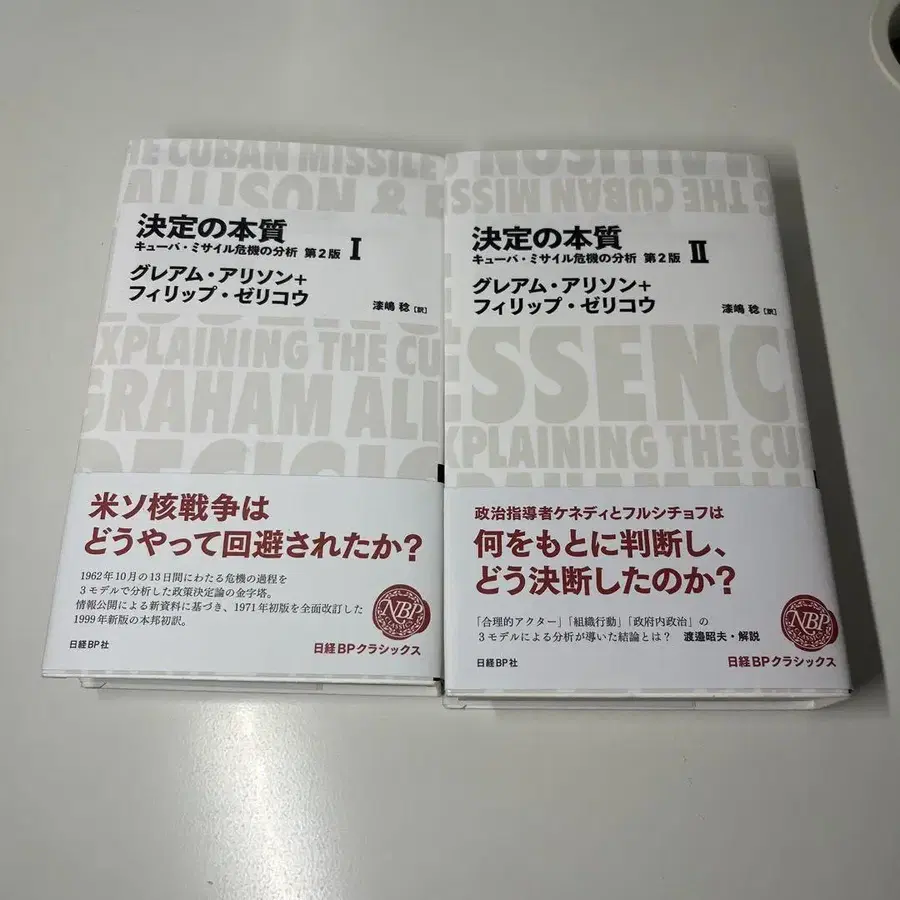 THE CUBAN MISSILE
ALLISON & 
決定の本質
キューバ・ミサイル危機の分析 第2版 I
グレアム・アリソン+
フィリップ・ゼリコウ
漆嶋 稔[訳]
EXPLAINING THE CU
GRAHAM ALL
DECISIO
米ソ核戦争は
どうやって回避されたか?
1962年10月の13日間にわたる危機の過程を
3モデルで分析した政策決定論の金字塔。
情報公開による新資料に基づき、1971年初版を全面改訂した
1999年新版の本邦初訳。
NBP
日経BP社
日経BPクラシックス
ALLISON
THE CUBAN MISS
決定の本質
キューバ・ミサイル危機の分析 第2版 II
グレアム・アリソン+
フィリップ・ゼリコウ
漆嶋 稔[訳]
ESSENC
EXPLAINING THE CU
政治指導者ケネディとフルシチョフは
何をもとに判断し、
どう決断したのか?
「合理的アクター」「組織行動」「政府内政治」の
3モデルによる分析が導いた結論とは? 渡邉昭夫・解説
NBP
日経BP社
日経BPクラシックス